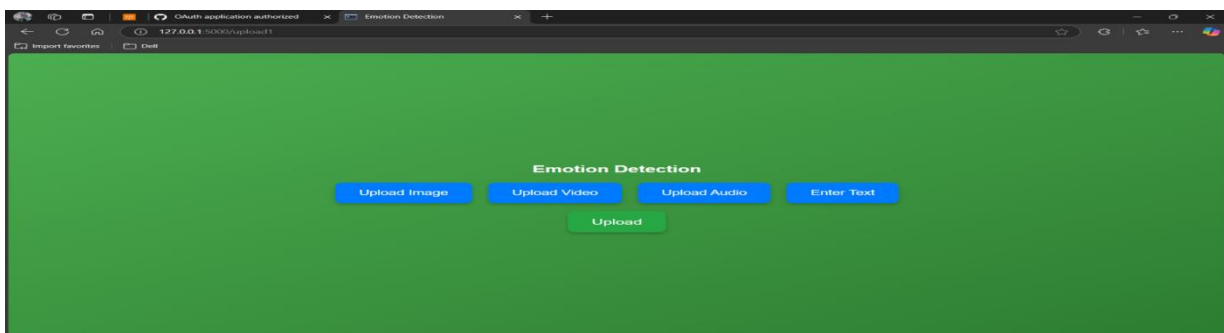 OAuth application authorized
Emotion Detection
127.0.0.1:5000/upload1
Import favorites
Dell
Emotion Detection
Upload Image Upload Video Upload Audio Enter Text
Upload